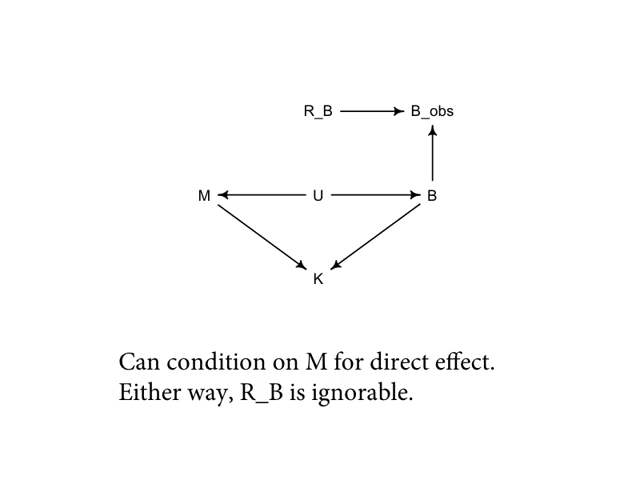 R_B B_obs
M U B
K
Can condition on M for direct effect.
Either way, R_B is ignorable.